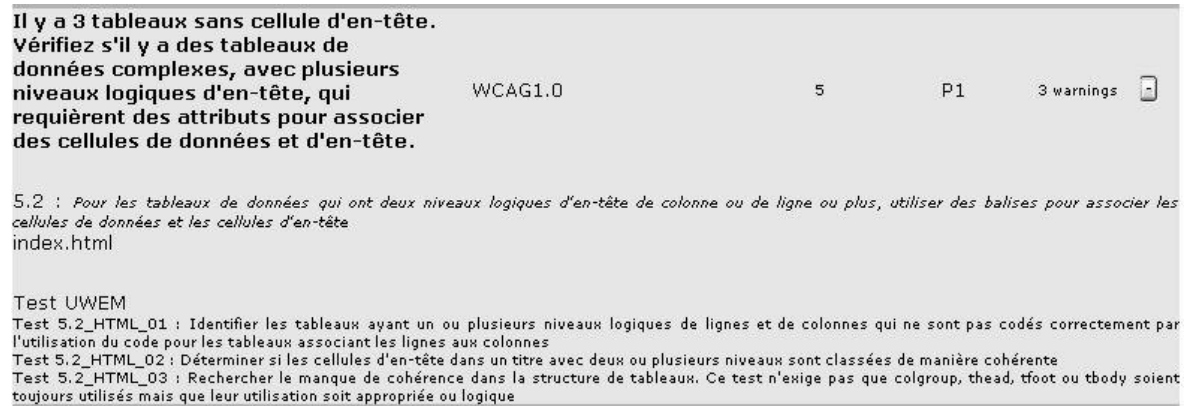 Il y a 3 tableaux sans cellule d'en-tête.
Vérifiez s'il y a des tableaux de
données complexes, avec plusieurs
niveaux logiques d'en-tête, qui
requièrent des attributs pour associer
des cellules de données et d'en-tête.
WCAG1.0 5 P1 3 warnings -
5.2 : Pour les tableaux de données qui ont deux niveaux logiques d'en-tête de colonne ou de ligne ou plus, utiliser des balises pour associer les
cellules de données et les cellules d'en-tête
index.html
Test UWEM
Test 5.2_HTML_01 : Identifier les tableaux ayant un ou plusieurs niveaux logiques de lignes et de colonnes qui ne sont pas codés correctement par
l'utilisation du code pour les tableaux associant les lignes aux colonnes
Test 5.2_HTML_02 : Déterminer si les cellules d'en-tête dans un titre avec deux ou plusieurs niveaux sont classées de manière cohérente
Test 5.2_HTML_03 : Rechercher le manque de cohérence dans la structure de tableaux. Ce test n'exige pas que colgroup, thead, tfoot ou tbody soient
toujours utilisés mais que leur utilisation soit appropriée ou logique